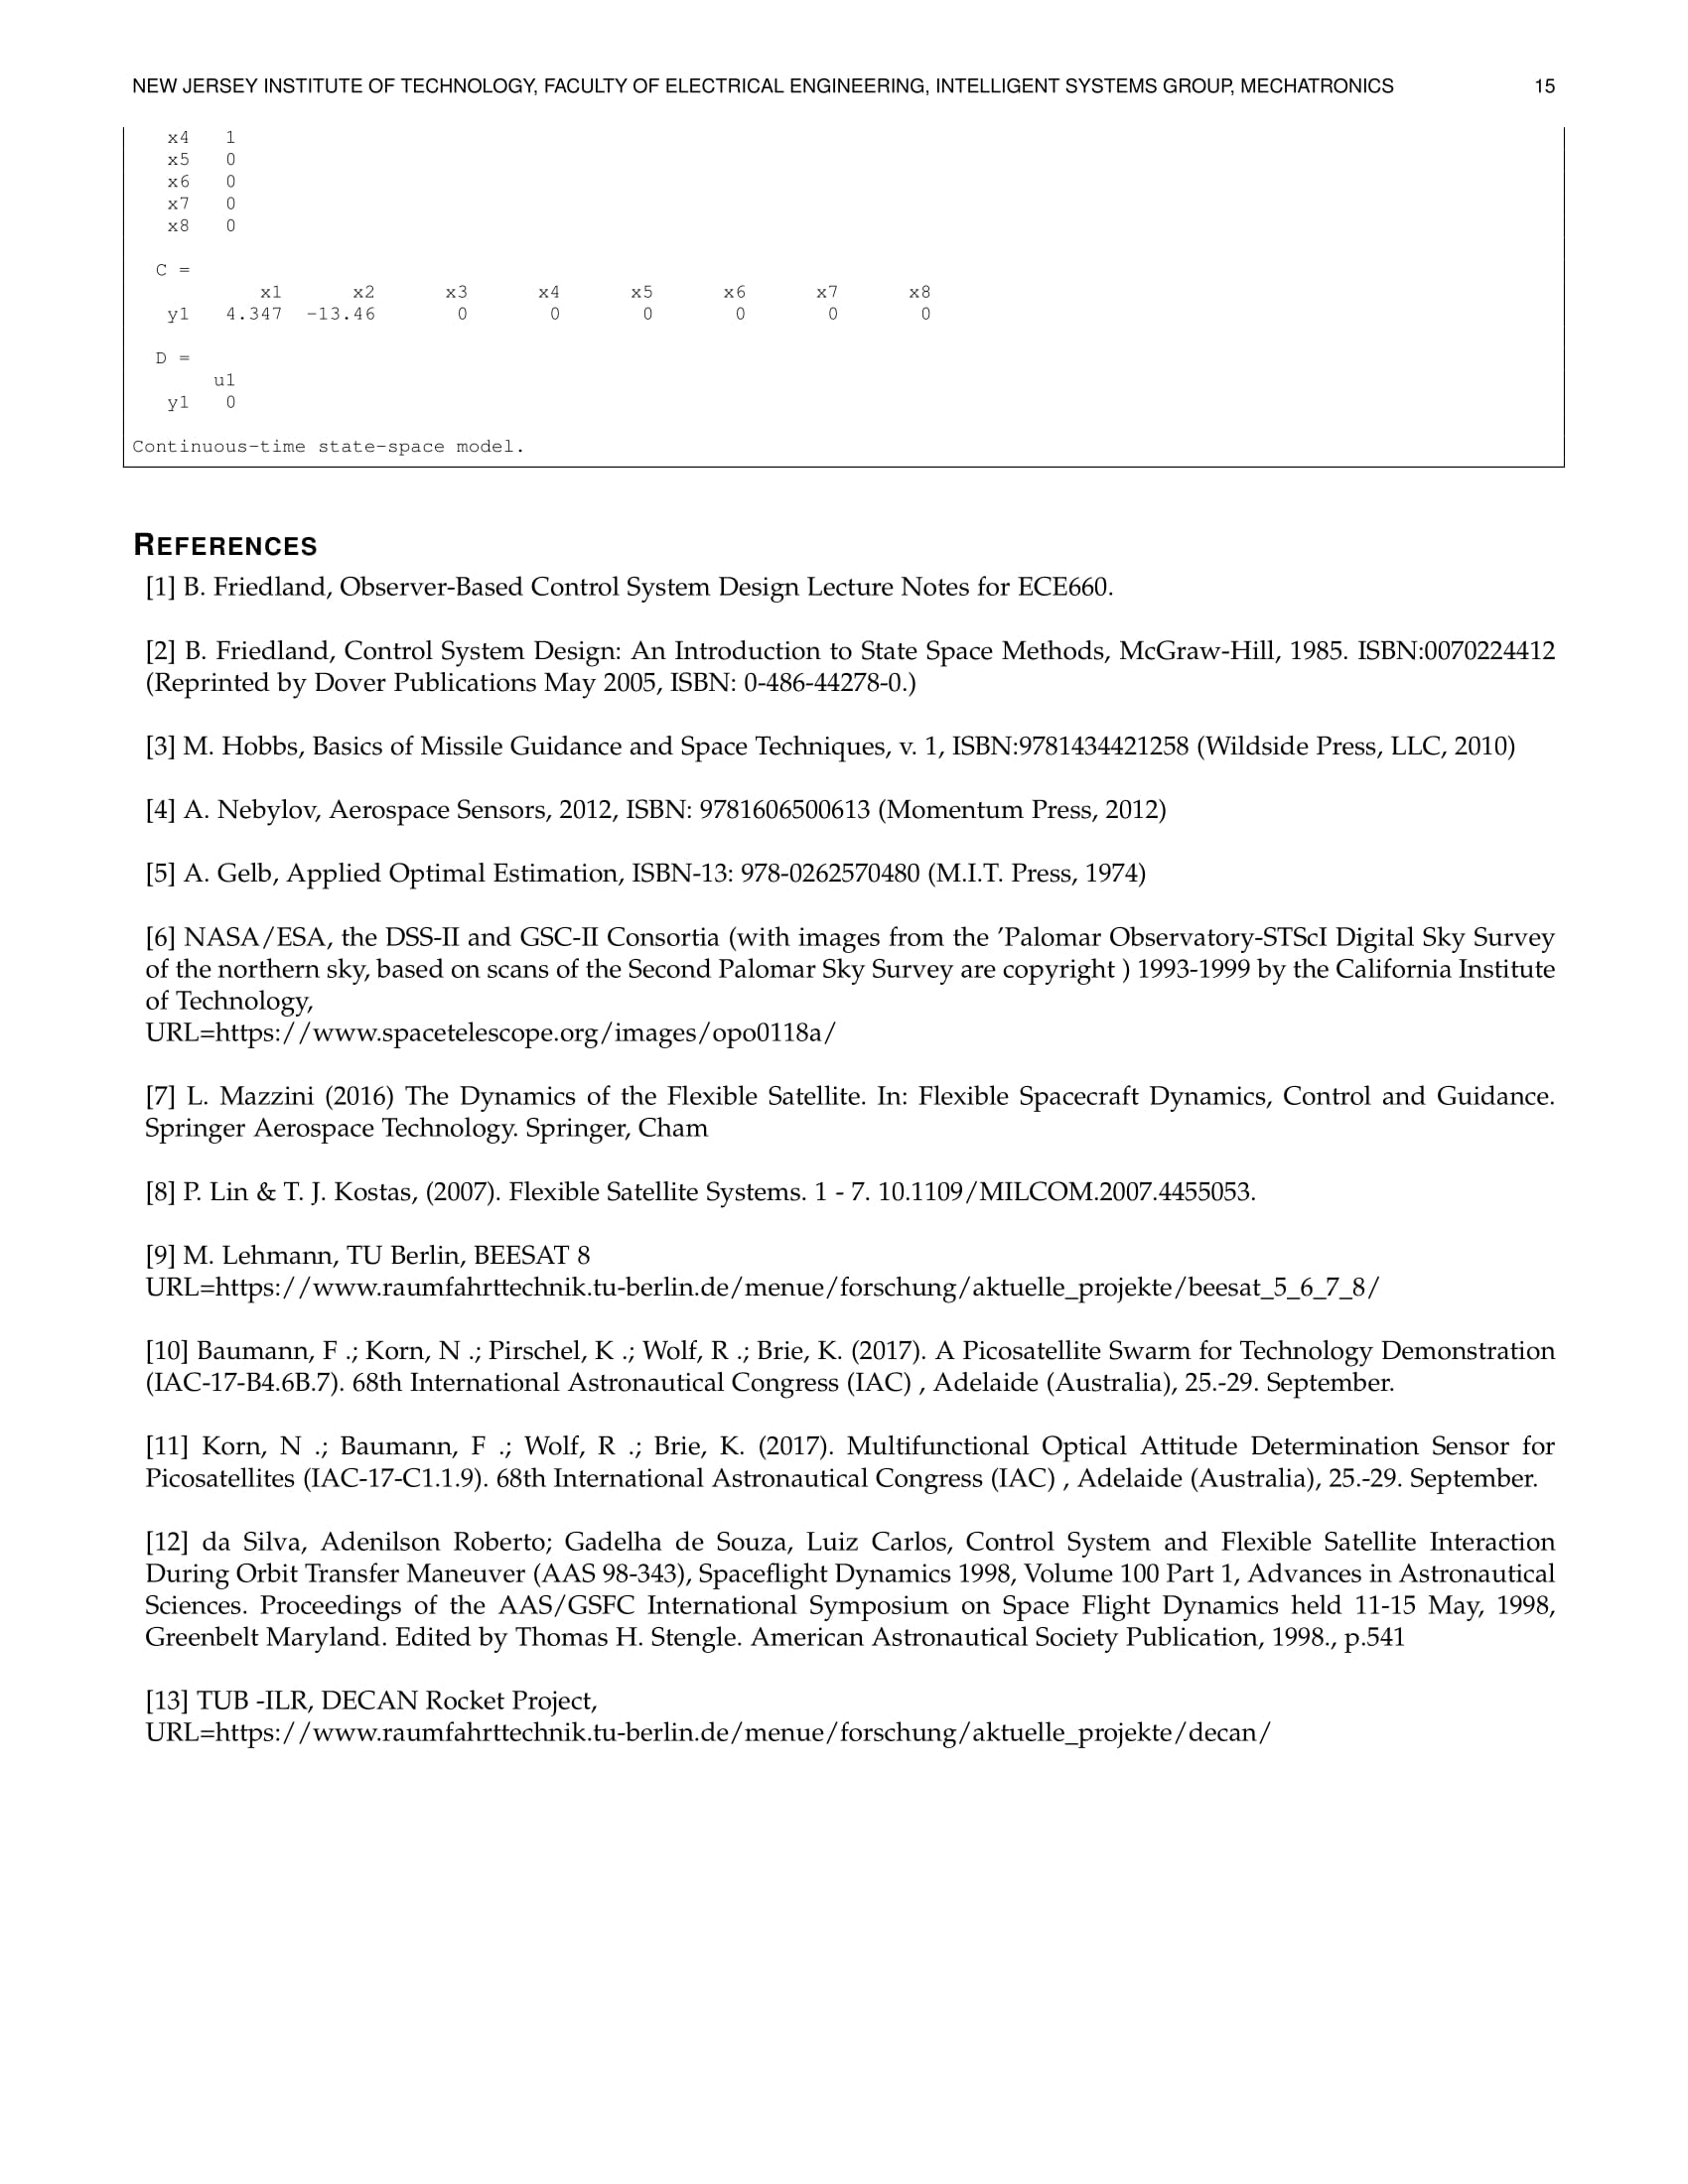 NEW JERSEY INSTITUTE OF TECHNOLOGY, FACULTY OF ELECTRICAL ENGINEERING, INTELLIGENT SYSTEMS GROUP, MECHATRONICS 15
x4 1
x5 0
x6 0
x7 0
x8 0
C =
x1 x2 x3 x4 x5 x6 x7 x8
y1 4.347 -13.46 0 0 0 0 0 0
D =
u1
y1 0
Continuous-time state-space model.
REFERENCES
[1] B. Friedland, Observer-Based Control System Design Lecture Notes for ECE660.
[2] B. Friedland, Control System Design: An Introduction to State Space Methods, McGraw-Hill, 1985. ISBN:0070224412
(Reprinted by Dover Publications May 2005, ISBN: 0-486-44278-0.)
[3] M. Hobbs, Basics of Missile Guidance and Space Techniques, v. 1, ISBN:9781434421258 (Wildside Press, LLC, 2010)
[4] A. Nebylov, Aerospace Sensors, 2012, ISBN: 9781606500613 (Momentum Press, 2012)
[5] A. Gelb, Applied Optimal Estimation, ISBN-13: 978-0262570480 (M.I.T. Press, 1974)
[6] NASA/ESA, the DSS-II and GSC-II Consortia (with images from the ’Palomar Observatory-STScI Digital Sky Survey
of the northern sky, based on scans of the Second Palomar Sky Survey are copyright ) 1993-1999 by the California Institute
of Technology,
URL=https://www.spacetelescope.org/images/opo0118a/
[7] L. Mazzini (2016) The Dynamics of the Flexible Satellite. In: Flexible Spacecraft Dynamics, Control and Guidance.
Springer Aerospace Technology. Springer, Cham
[8] P. Lin & T. J. Kostas, (2007). Flexible Satellite Systems. 1 - 7. 10.1109/MILCOM.2007.4455053.
[9] M. Lehmann, TU Berlin, BEESAT 8
URL=https://www.raumfahrttechnik.tu-berlin.de/menue/forschung/aktuelle_projekte/beesat_5_6_7_8/
[10] Baumann, F .; Korn, N .; Pirschel, K .; Wolf, R .; Brie, K. (2017). A Picosatellite Swarm for Technology Demonstration
(IAC-17-B4.6B.7). 68th International Astronautical Congress (IAC) , Adelaide (Australia), 25.-29. September.
[11] Korn, N .; Baumann, F .; Wolf, R .; Brie, K. (2017). Multifunctional Optical Attitude Determination Sensor for
Picosatellites (IAC-17-C1.1.9). 68th International Astronautical Congress (IAC) , Adelaide (Australia), 25.-29. September.
[12] da Silva, Adenilson Roberto; Gadelha de Souza, Luiz Carlos, Control System and Flexible Satellite Interaction
During Orbit Transfer Maneuver (AAS 98-343), Spaceflight Dynamics 1998, Volume 100 Part 1, Advances in Astronautical
Sciences. Proceedings of the AAS/GSFC International Symposium on Space Flight Dynamics held 11-15 May, 1998,
Greenbelt Maryland. Edited by Thomas H. Stengle. American Astronautical Society Publication, 1998., p.541
[13] TUB -ILR, DECAN Rocket Project,
URL=https://www.raumfahrttechnik.tu-berlin.de/menue/forschung/aktuelle_projekte/decan/